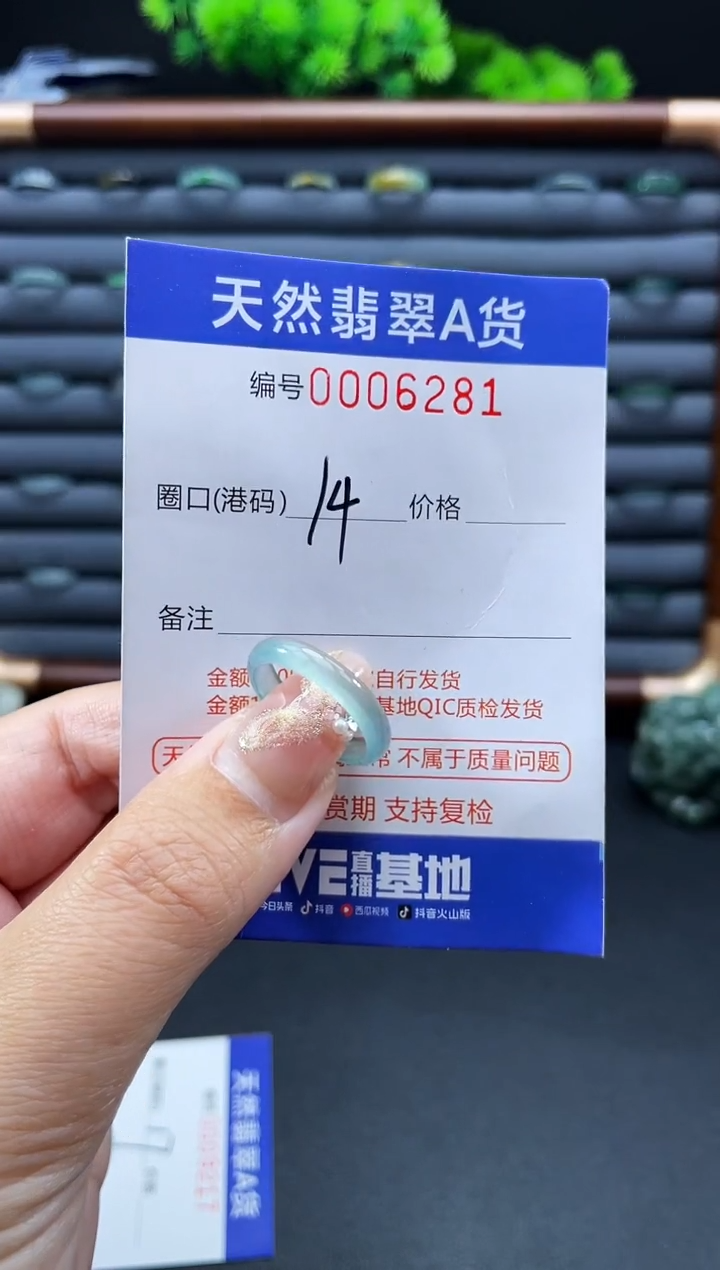 天然翡翠A货
编号0006281
圈口(港码) 14 价格
备注
金额 自行发货
金额 基地QIC质检发货
不属于质量问题
赏期 支持复检
VE直播基地
今日头条 抖音 西瓜视频 抖音火山版
天然翡翠A货